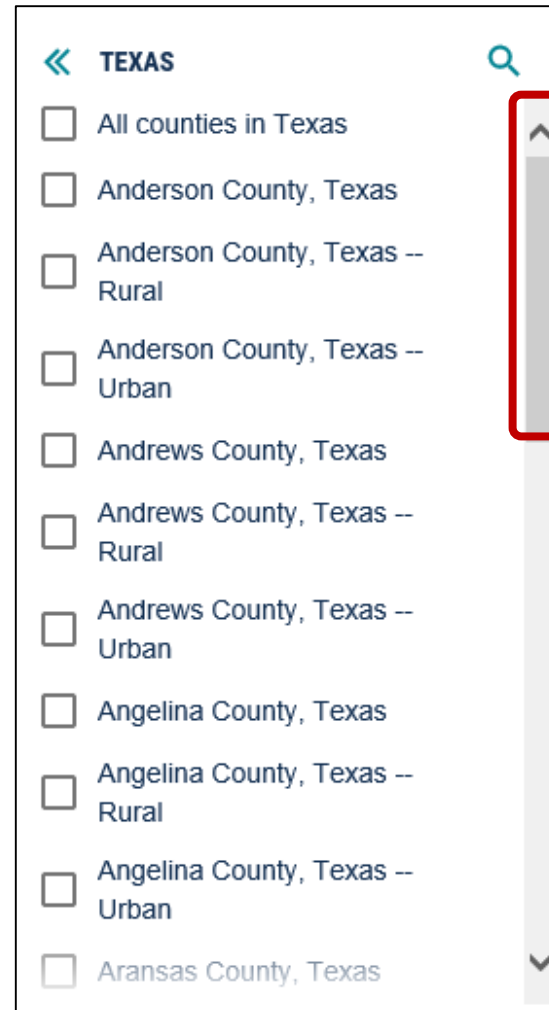 TEXAS
All counties in Texas
Anderson County, Texas
Anderson County, Texas --
Rural
Anderson County, Texas --
Urban
Andrews County, Texas
Andrews County, Texas --
Rural
Andrews County, Texas --
Urban
Angelina County, Texas
Angelina County, Texas --
Rural
Angelina County, Texas --
Urban
Aransas County, Texas